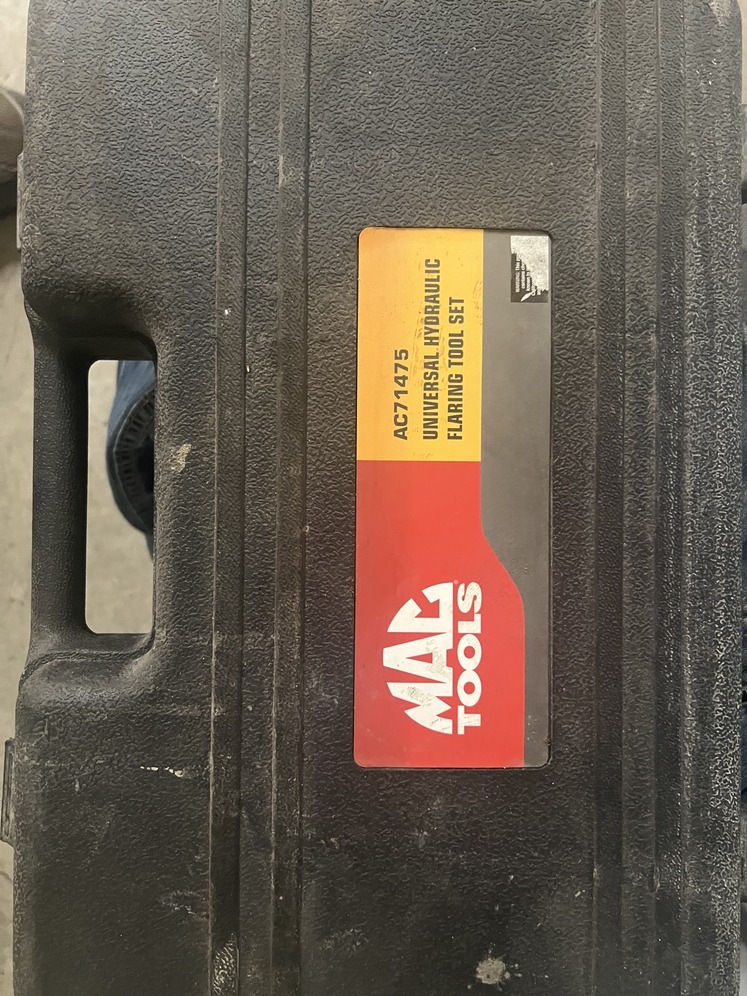 AC71475
UNIVERSAL HYDRAULIC
FLARING TOOL SET
MAC
TOOLS